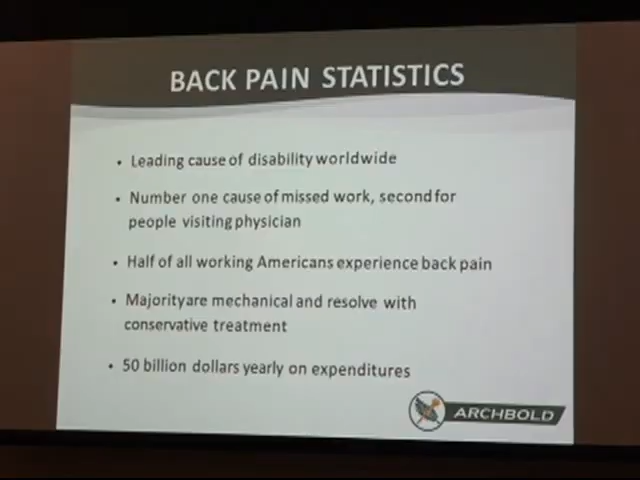 BACK PAIN STATISTICS
• Leading cause of disability worldwide
• Number one cause of missed work, second for
people visiting physician
• Half of all working Americans experience back pain
• Majority are mechanical and resolve with
conservative treatment
• 50 billion dollars yearly on expenditures
ARCHBOLD